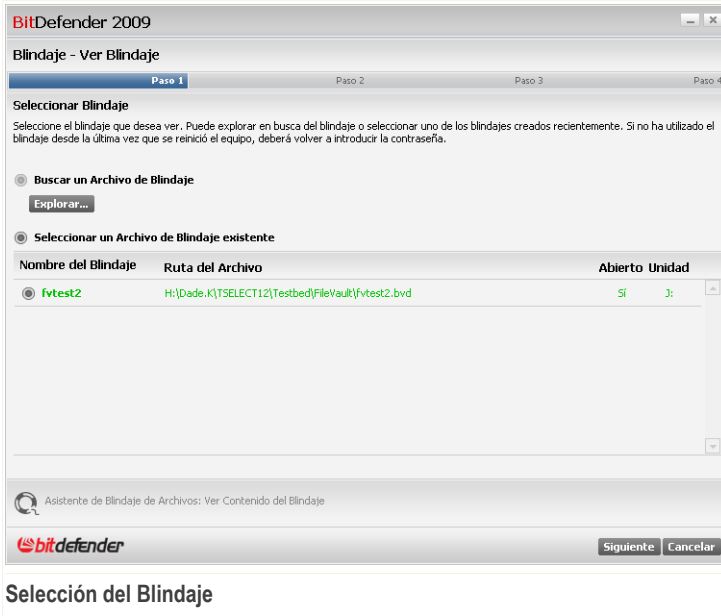 BitDefender 2009
Blindaje - Ver Blindaje
Paso 1 Paso 2 Paso 3 Paso 4
Seleccionar Blindaje
Seleccione el blindaje que desea ver. Puede explorar en busca del blindaje o seleccionar uno de los blindajes creados recientemente. Si no ha utilizado el
blindaje desde la última vez que se reinició el equipo, deberá volver a introducir la contraseña.
Buscar un Archivo de Blindaje
Explorar...
Seleccionar un Archivo de Blindaje existente
Nombre del Blindaje Ruta del Archivo Abierto Unidad
fvtest2 H:\Dade.K\TSELECT12\Testbed\FileVault\fvtest2.bvd Sí J:
Asistente de Blindaje de Archivos: Ver Contenido del Blindaje
bitdefender Siguiente Cancelar
Selección del Blindaje